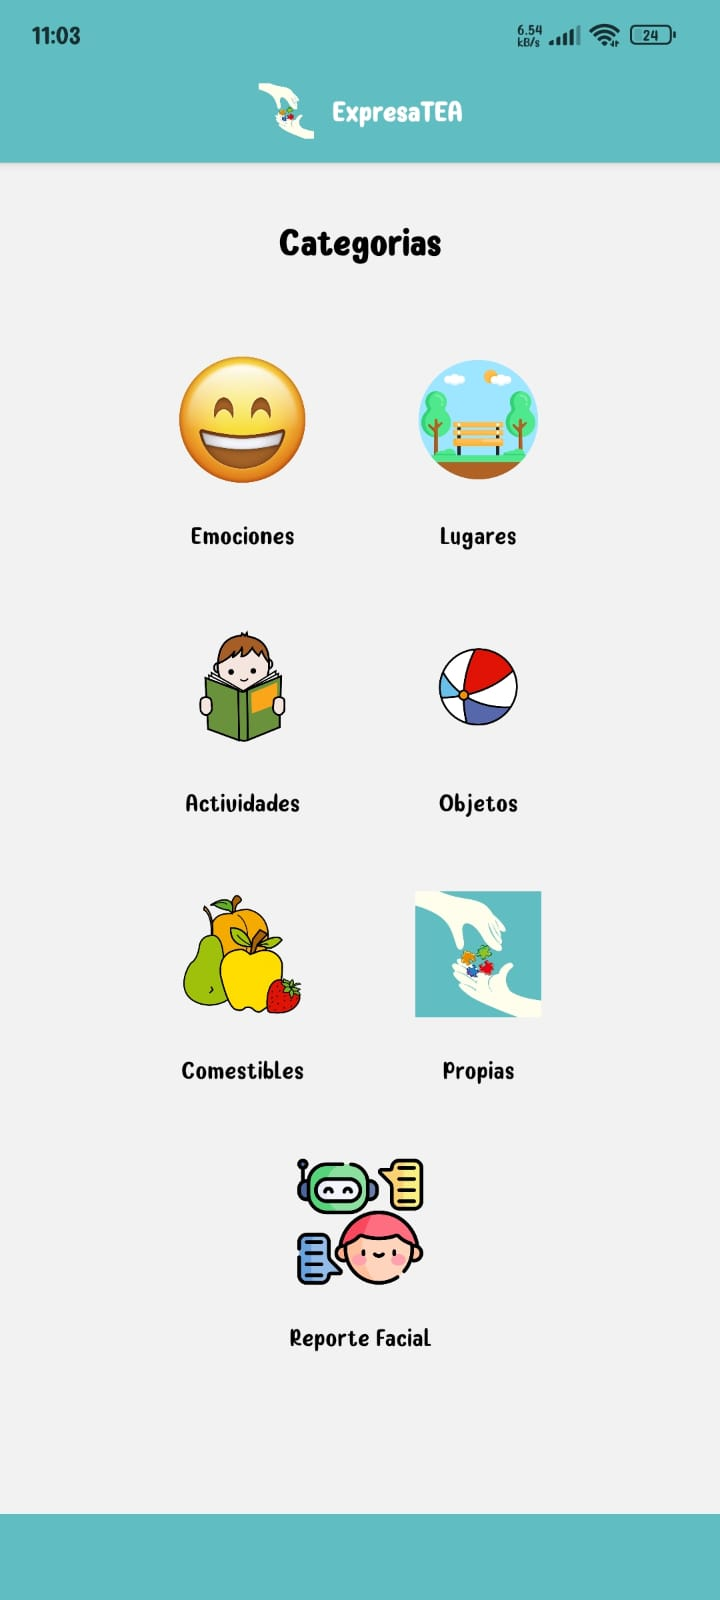 11:03
6.54
kB/s
24
ExpresaTEA
Categorias
Emociones
Lugares
Actividades
Objetos
Comestibles
Propias
Reporte Facial